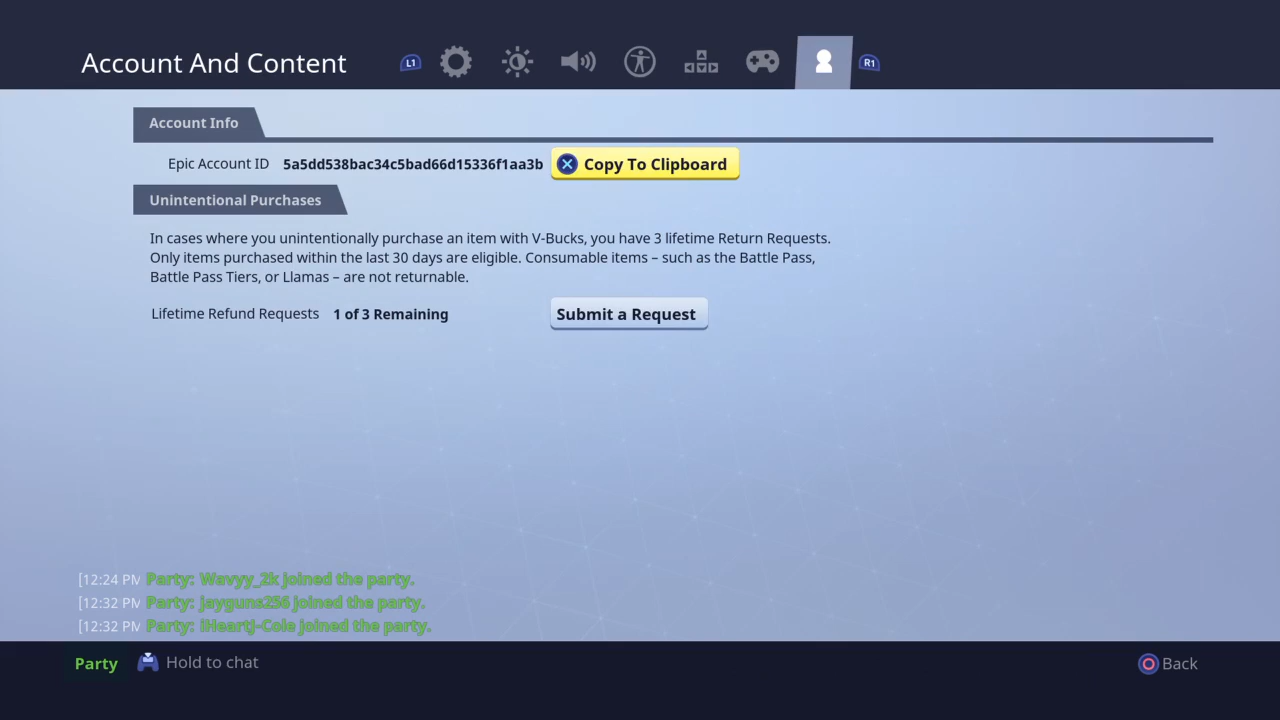 Account And Content
L1
R1
Account Info
Epic Account ID 5a5dd538bac34c5bad66d15336f1aa3b Copy To Clipboard
Unintentional Purchases
In cases where you unintentionally purchase an item with V-Bucks, you have 3 lifetime Return Requests.
Only items purchased within the last 30 days are eligible. Consumable items – such as the Battle Pass,
Battle Pass Tiers, or Llamas – are not returnable.
Lifetime Refund Requests 1 of 3 Remaining Submit a Request
[12:24 PM Party: Wavyy_2k joined the party.
[12:32 PM Party: jayguns256 joined the party.
[12:32 PM Party: iHeartJ-Cole joined the party.
Party Hold to chat Back